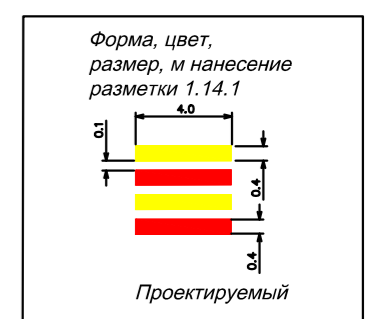 Форма, цвет,
размер, м нанесение
разметки 1.14.1
4.0
0.1
0.4
0.4
Проектируемый